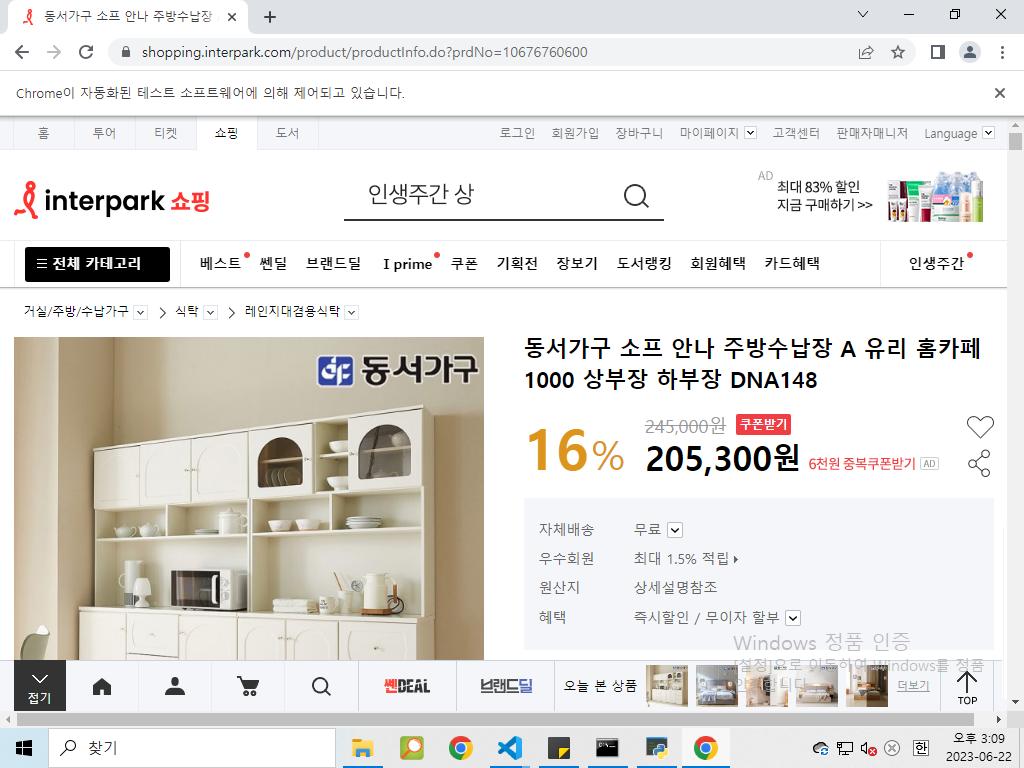 동서가구 소프 안나 주방수납장
shopping.interpark.com/product/productInfo.do?prdNo=10676760600
Chrome이 자동화된 테스트 소프트웨어에 의해 제어되고 있습니다.
홈 투어 티켓 쇼핑 도서 로그인 회원가입 장바구니 마이페이지 고객센터 판매자매니저 Language
interpark 쇼핑
인생주간 상
AD
최대 83% 할인
지금 구매하기 >>
전체 카테고리 베스트 쎈딜 브랜드딜 I prime 쿠폰 기획전 장보기 도서랭킹 회원혜택 카드혜택 인생주간
거실/주방/수납가구 식탁 레인지대겸용식탁
동서가구
동서가구 소프 안나 주방수납장 A 유리 홈카페
1000 상부장 하부장 DNA148
16%
245,000원 쿠폰받기
205,300원 6천원 중복쿠폰받기 AD
자체배송 무료
우수회원 최대 1.5% 적립
원산지 상세설명참조
혜택 즉시할인 / 무이자 할부
Windows 정품 인증
[설정]으로 이동하여 Windows를 정품
접기 쎈DEAL 브랜드딜 오늘 본 상품 더보기 TOP
찾기
오후 3:09
한
2023-06-22